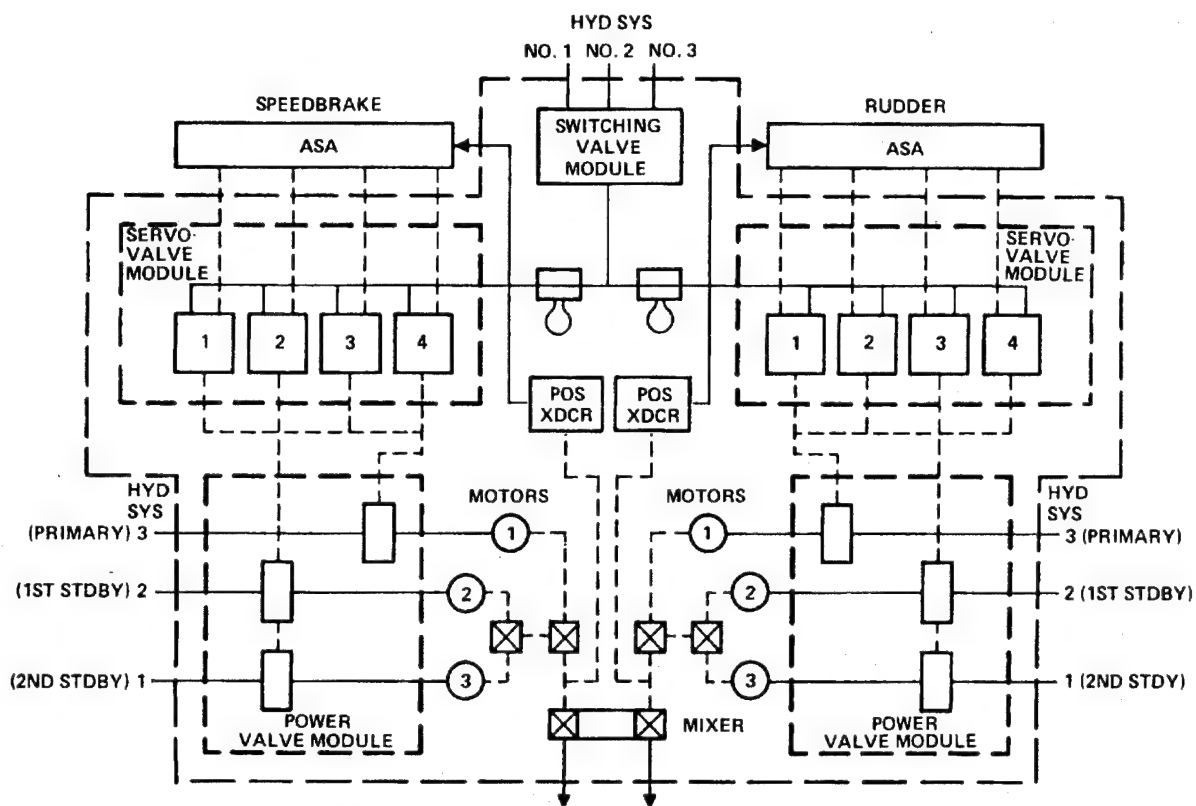 HYD SYS
NO. 1 NO. 2 NO. 3
SPEEDBRAKE
ASA
SWITCHING
VALVE
MODULE
RUDDER
ASA
SERVO-
VALVE
MODULE
1 2 3 4
SERVO-
VALVE
MODULE
1 2 3 4
POS
XDCR
POS
XDCR
HYD
SYS
(PRIMARY) 3
(1ST STDBY) 2
(2ND STDBY) 1
POWER
VALVE MODULE
MOTORS
1
2
3
MOTORS
1
2
3
MIXER
HYD
SYS
3 (PRIMARY)
2 (1ST STDBY)
1 (2ND STDY)
POWER
VALVE MODULE